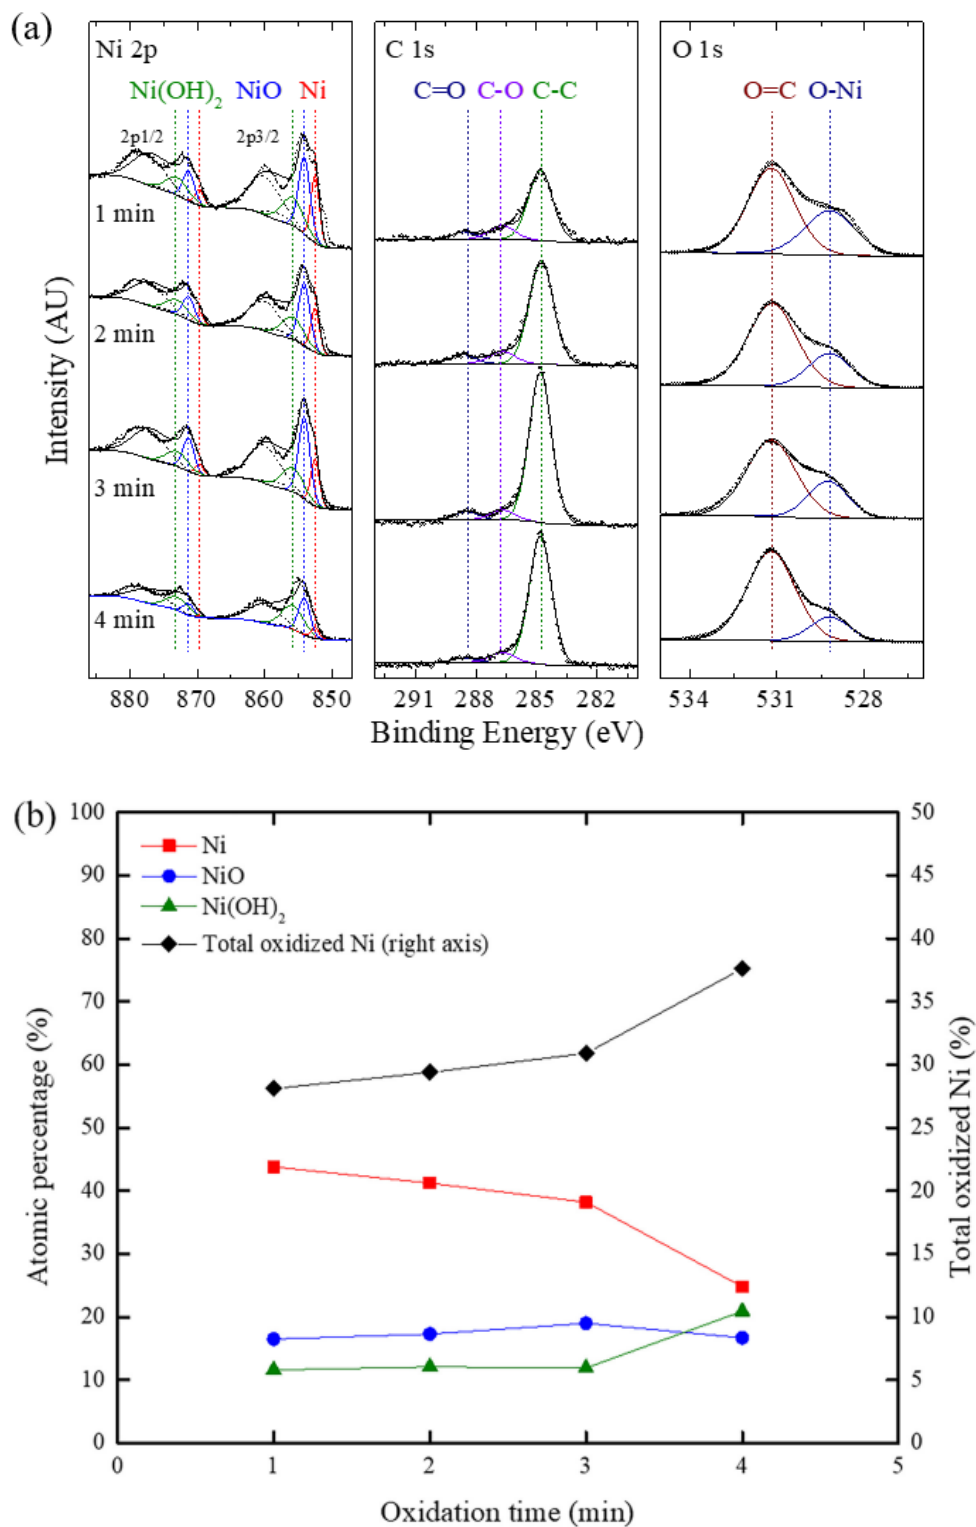 (a)
Ni 2p
C 1s
O 1s
Ni(OH)2 NiO Ni
C=O C-O C-C
O=C O-Ni
2p1/2
2p3/2
1 min
2 min
3 min
4 min
Intensity (AU)
880 870 860 850
291 288 285 282
534 531 528
Binding Energy (eV)
(b)
Ni
NiO
Ni(OH)2
Total oxidized Ni (right axis)
100
90
80
70
60
50
40
30
20
10
0
Atomic percentage (%)
50
45
40
35
30
25
20
15
10
5
0
Total oxidized Ni (%)
0 1 2 3 4 5
Oxidation time (min)